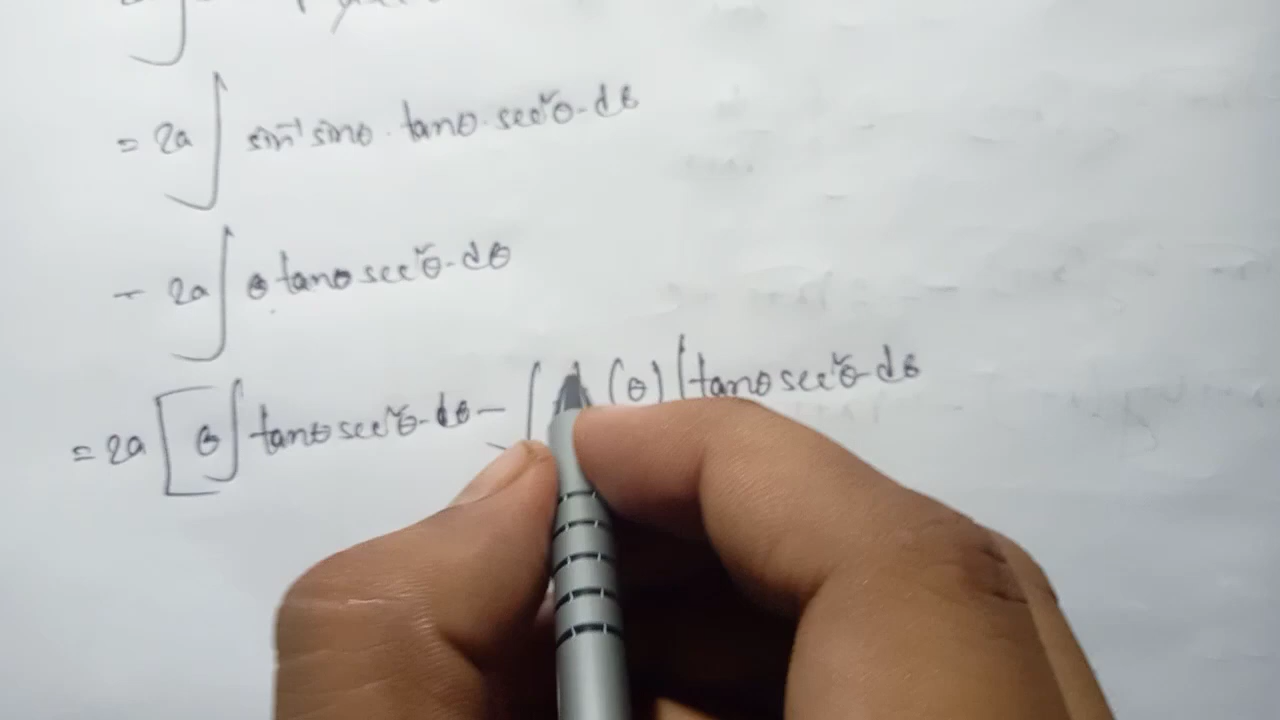 = 2a ∫ sin⁻¹ sinθ · tanθ · sec²θ · dθ
= 2a ∫ θ tanθ sec²θ · dθ
= 2a [ θ ∫ tanθ sec²θ · dθ − ∫ (θ) ∫ tanθ sec²θ · dθ